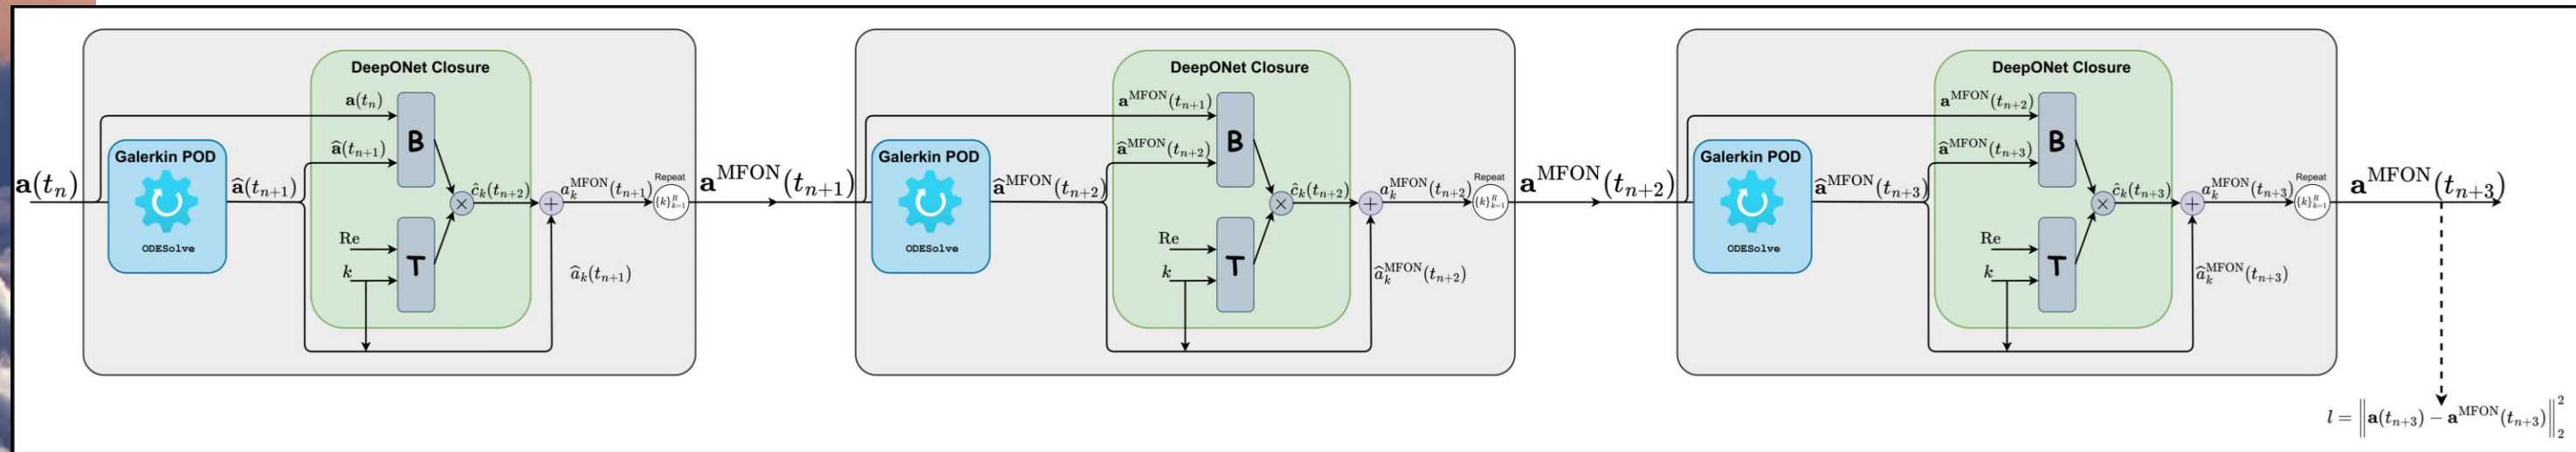 a(t_n)
Galerkin POD
ODESolve
â(t_{n+1})
DeepONet Closure
a(t_n)
â(t_{n+1})
B
Re
k
T
×
ĉ_k(t_{n+2})
+
â_k(t_{n+1})
a_k^{MFON}(t_{n+1})
Repeat
{k}_{k=1}^R
a^{MFON}(t_{n+1})
Galerkin POD
ODESolve
â^{MFON}(t_{n+2})
DeepONet Closure
a^{MFON}(t_{n+1})
â^{MFON}(t_{n+2})
B
Re
k
T
×
ĉ_k(t_{n+2})
+
â_k^{MFON}(t_{n+2})
a_k^{MFON}(t_{n+2})
Repeat
{k}_{k=1}^R
a^{MFON}(t_{n+2})
Galerkin POD
ODESolve
â^{MFON}(t_{n+3})
DeepONet Closure
a^{MFON}(t_{n+2})
â^{MFON}(t_{n+3})
B
Re
k
T
×
ĉ_k(t_{n+3})
+
â_k^{MFON}(t_{n+3})
a_k^{MFON}(t_{n+3})
Repeat
{k}_{k=1}^R
a^{MFON}(t_{n+3})
l = ‖a(t_{n+3}) − a^{MFON}(t_{n+3})‖_2^2